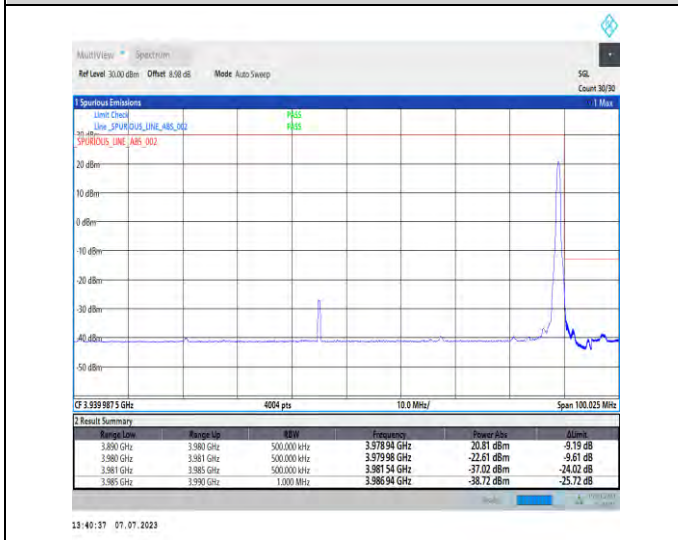 MultiView Spectrum
Ref Level 30.00 dBm Offset 8.98 dB Mode Auto Sweep SGL
Count 30/30
1 Spurious Emissions 1 Max
Limit Check PASS
Line _SPURIOUS_LINE_ABS_002 PASS
30 dBm
_SPURIOUS_LINE_ABS_002
20 dBm
10 dBm
0 dBm
-10 dBm
-20 dBm
-30 dBm
-40 dBm
-50 dBm
CF 3.939 987 5 GHz 4004 pts 10.0 MHz/ Span 100.025 MHz
2 Result Summary
Range Low Range Up RBW Frequency Power Abs ΔLimit
3.890 GHz 3.980 GHz 500.000 kHz 3.978 94 GHz 20.81 dBm -9.19 dB
3.980 GHz 3.981 GHz 500.000 kHz 3.979 98 GHz -22.61 dBm -9.61 dB
3.981 GHz 3.985 GHz 500.000 kHz 3.981 54 GHz -37.02 dBm -24.02 dB
3.985 GHz 3.990 GHz 1.000 MHz 3.986 94 GHz -38.72 dBm -25.72 dB
13:40:37 07.07.2023